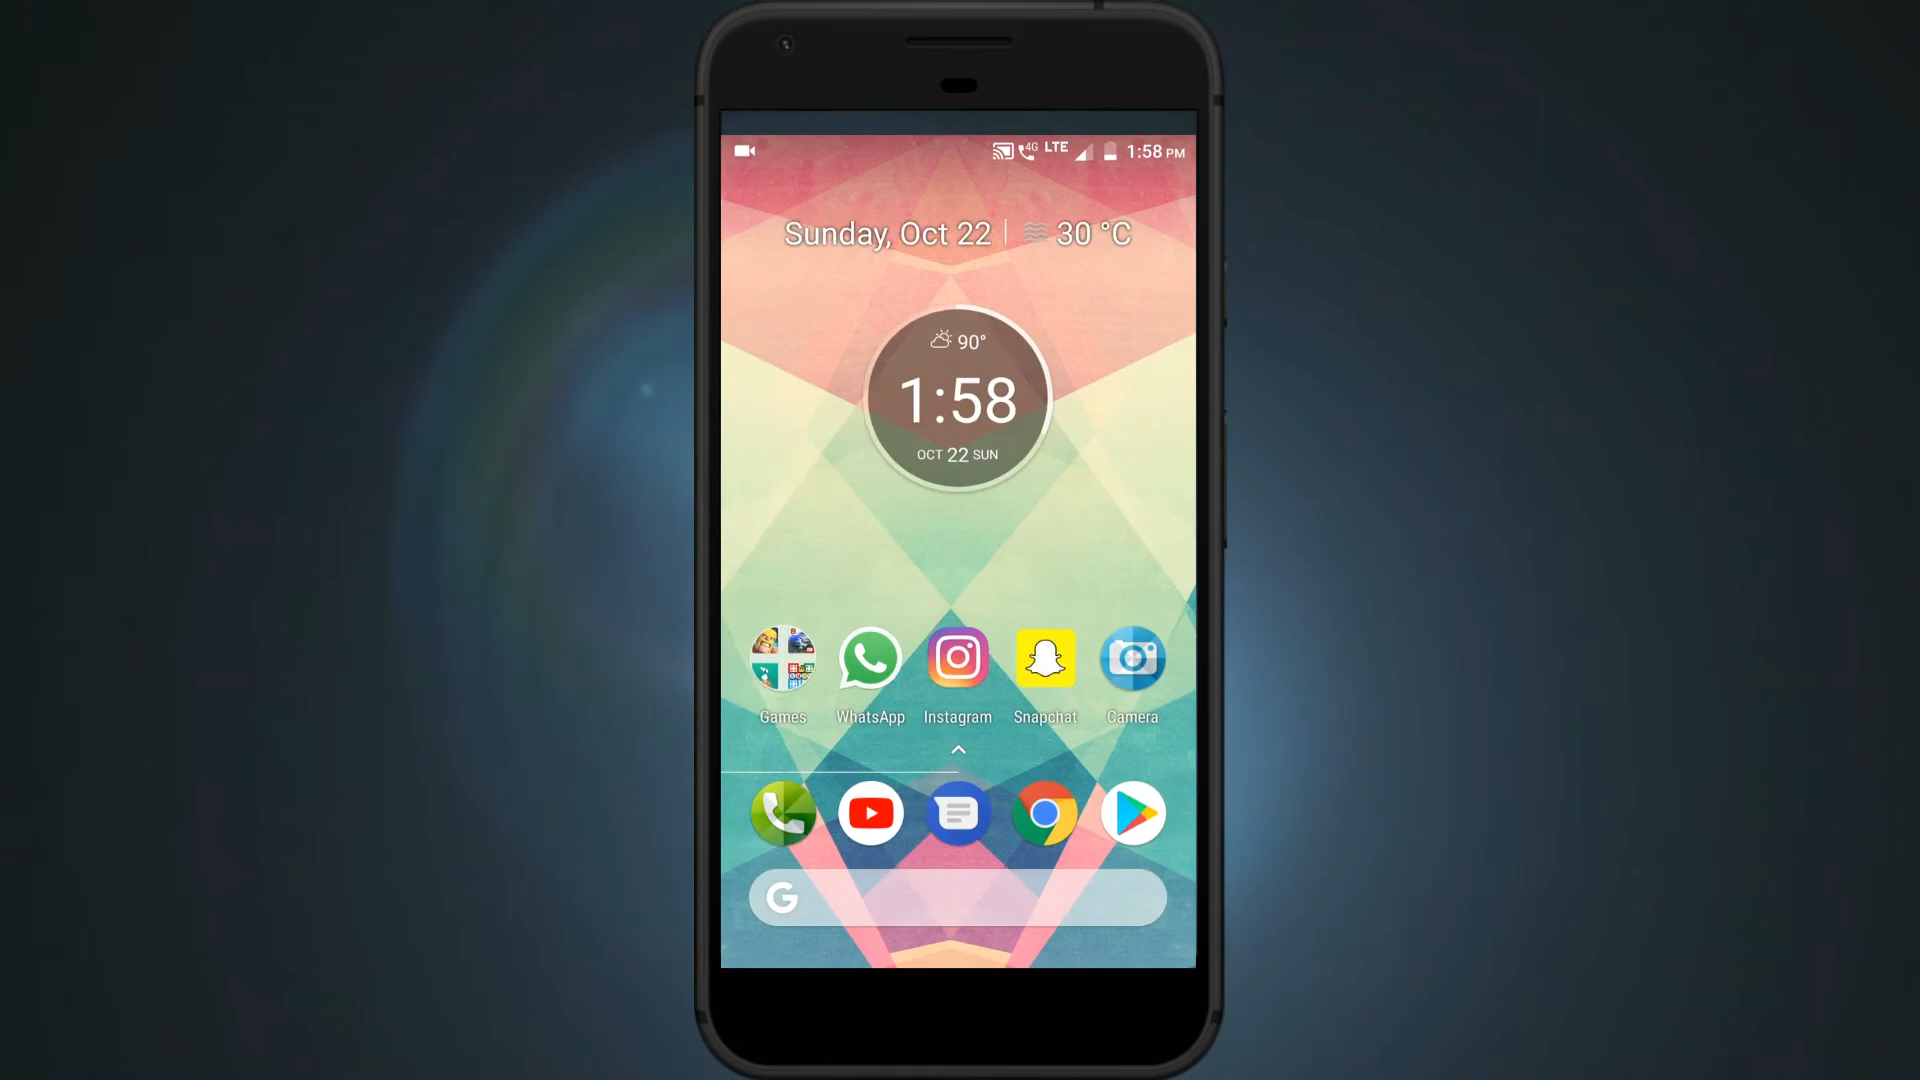 4G LTE 1:58 PM
Sunday, Oct 22 30 °C
90°
1:58
OCT 22 SUN
Games WhatsApp Instagram Snapchat Camera
G